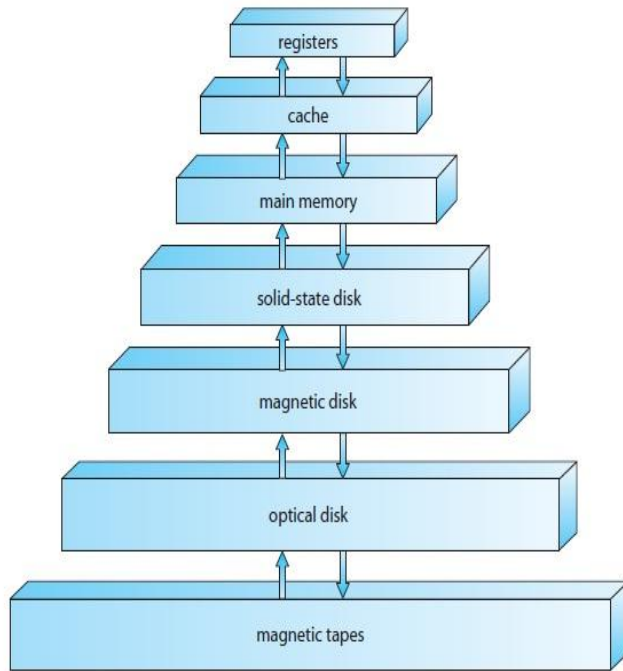 registers
cache
main memory
solid-state disk
magnetic disk
optical disk
magnetic tapes